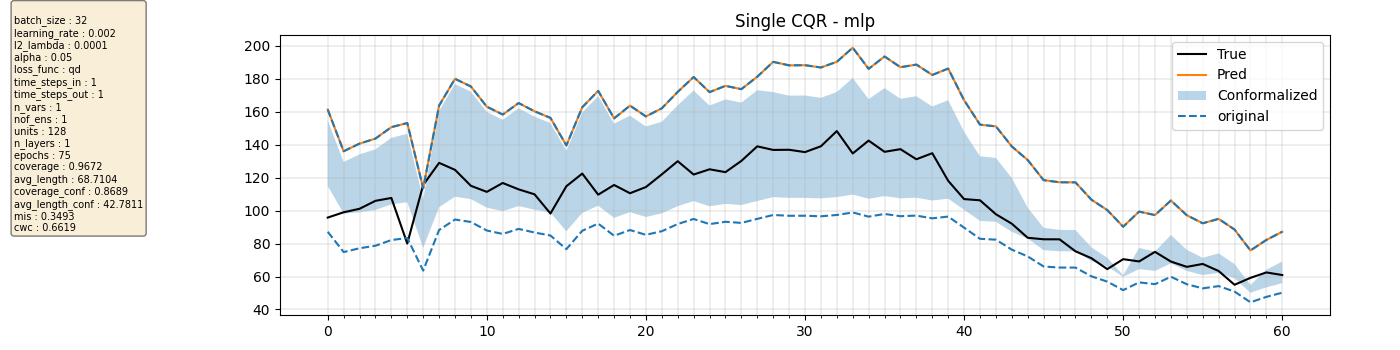 batch_size : 32
learning_rate : 0.002
l2_lambda : 0.0001
alpha : 0.05
loss_func : qd
time_steps_in : 1
time_steps_out : 1
n_vars : 1
nof_ens : 1
units : 128
n_layers : 1
epochs : 75
coverage : 0.9672
avg_length : 68.7104
coverage_conf : 0.8689
avg_length_conf : 42.7811
mis : 0.3493
cwc : 0.6619
Single CQR - mlp
200
180
160
140
120
100
80
60
40
True
Pred
Conformalized
original
0 10 20 30 40 50 60